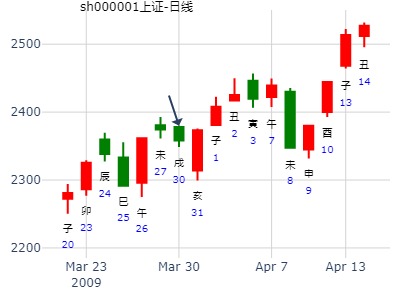 sh000001上证-日线
2500
2400
2300
2200
子
20
卯
23
辰
24
巳
25
午
26
未
27
戌
30
亥
31
子
1
丑
2
寅
3
午
7
未
8
申
9
酉
10
子
13
丑
14
Mar 23
2009
Mar 30
Apr 7
Apr 13